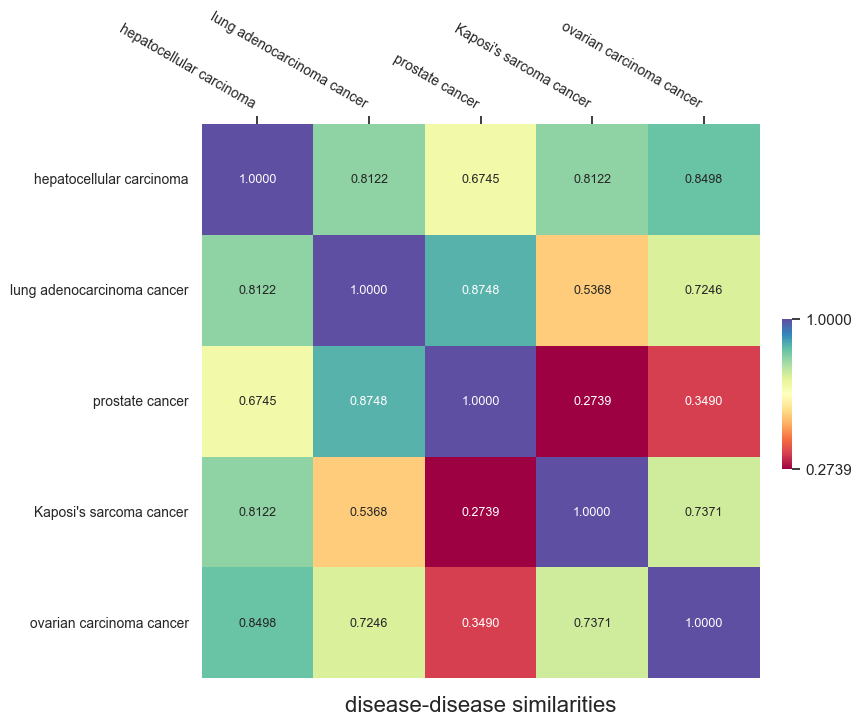 hepatocellular carcinoma
lung adenocarcinoma cancer
prostate cancer
Kaposi's sarcoma cancer
ovarian carcinoma cancer
hepatocellular carcinoma 1.0000 0.8122 0.6745 0.8122 0.8498
lung adenocarcinoma cancer 0.8122 1.0000 0.8748 0.5368 0.7246
prostate cancer 0.6745 0.8748 1.0000 0.2739 0.3490
Kaposi's sarcoma cancer 0.8122 0.5368 0.2739 1.0000 0.7371
ovarian carcinoma cancer 0.8498 0.7246 0.3490 0.7371 1.0000
1.0000
0.2739
disease-disease similarities